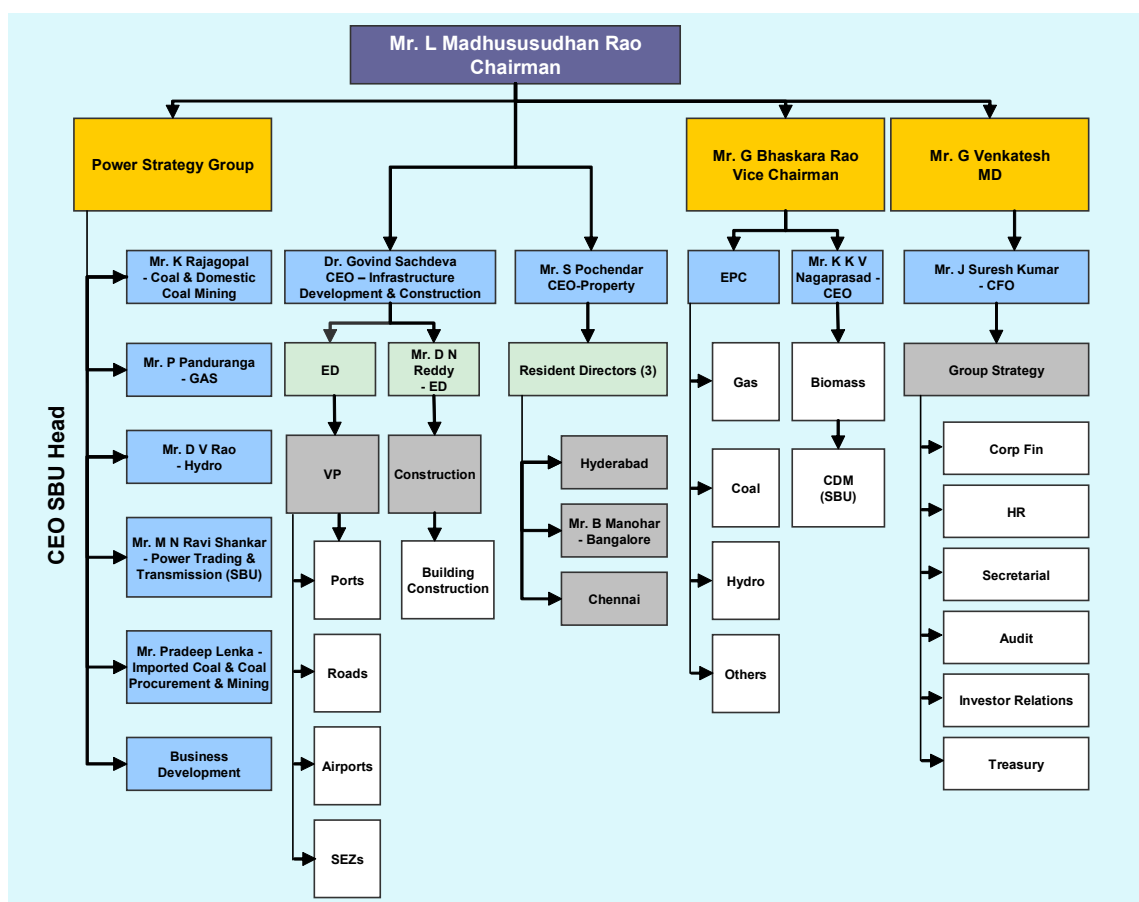 Mr. L Madhususudhan Rao
Chairman
Power Strategy Group
Mr. G Bhaskara Rao
Vice Chairman
Mr. G Venkatesh
MD
CEO SBU Head
Mr. K Rajagopal
- Coal & Domestic
Coal Mining
Mr. P Panduranga
- GAS
Mr. D V Rao
- Hydro
Mr. M N Ravi Shankar
- Power Trading &
Transmission (SBU)
Mr. Pradeep Lenka -
Imported Coal & Coal
Procurement & Mining
Business
Development
Dr. Govind Sachdeva
CEO – Infrastructure
Development & Construction
ED
Mr. D N
Reddy
- ED
VP
Construction
Ports
Roads
Airports
SEZs
Building
Construction
Mr. S Pochendar
CEO-Property
Resident Directors (3)
Hyderabad
Mr. B Manohar
- Bangalore
Chennai
EPC
Gas
Coal
Hydro
Others
Mr. K K V
Nagaprasad -
CEO
Biomass
CDM
(SBU)
Mr. J Suresh Kumar
- CFO
Group Strategy
Corp Fin
HR
Secretarial
Audit
Investor Relations
Treasury